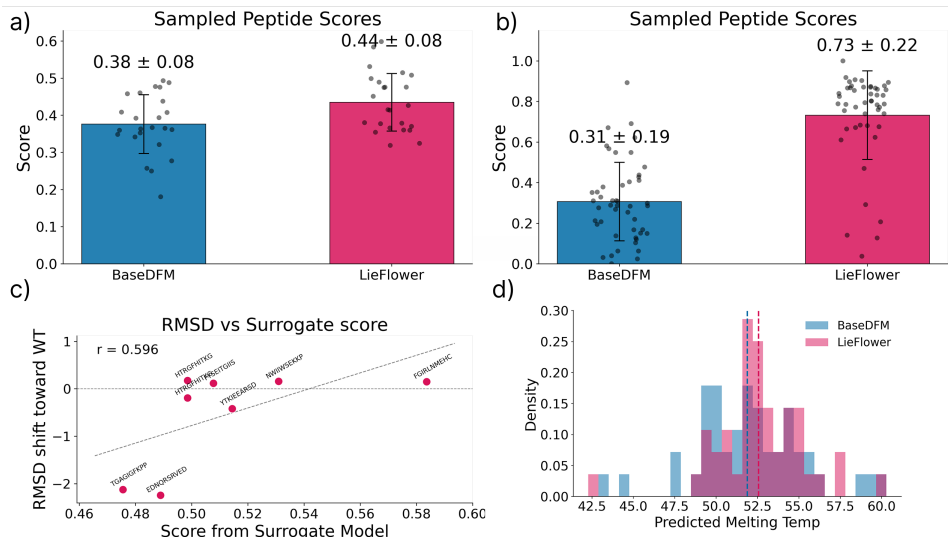 a)
Sampled Peptide Scores
0.38 ± 0.08
0.44 ± 0.08
Score
0.6
0.5
0.4
0.3
0.2
0.1
0.0
BaseDFM
LieFlower
b)
Sampled Peptide Scores
0.31 ± 0.19
0.73 ± 0.22
Score
1.0
0.8
0.6
0.4
0.2
0.0
BaseDFM
LieFlower
c)
RMSD vs Surrogate score
r = 0.596
RMSD shift toward WT
1
0
−1
−2
HTRGFHITKG
NWIIWSEKKP
FGIRLNMEHC
YTKIEEARSD
TGAGIGFKPP
EDNQRSRVED
0.46
0.48
0.50
0.52
0.54
0.56
0.58
0.60
Score from Surrogate Model
d)
BaseDFM
LieFlower
Density
0.30
0.25
0.20
0.15
0.10
0.05
0.00
42.5
45.0
47.5
50.0
52.5
55.0
57.5
60.0
Predicted Melting Temp